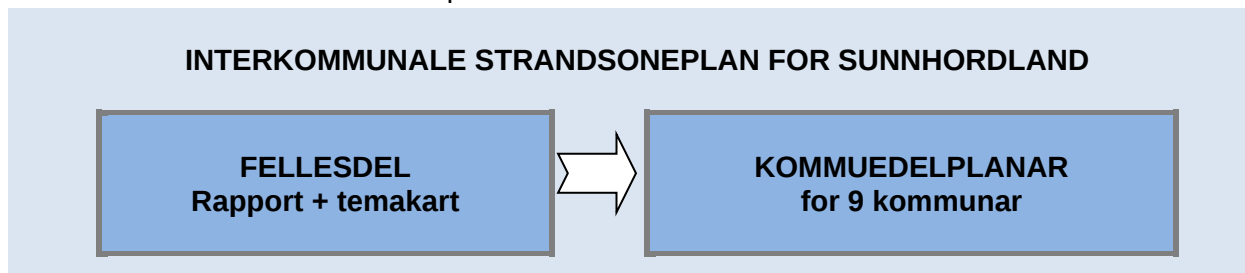 INTERKOMMUNALE STRANDSONEPLAN FOR SUNNHORDLAND
FELLESDEL
Rapport + temakart
KOMMUEDELPLANAR
for 9 kommunar